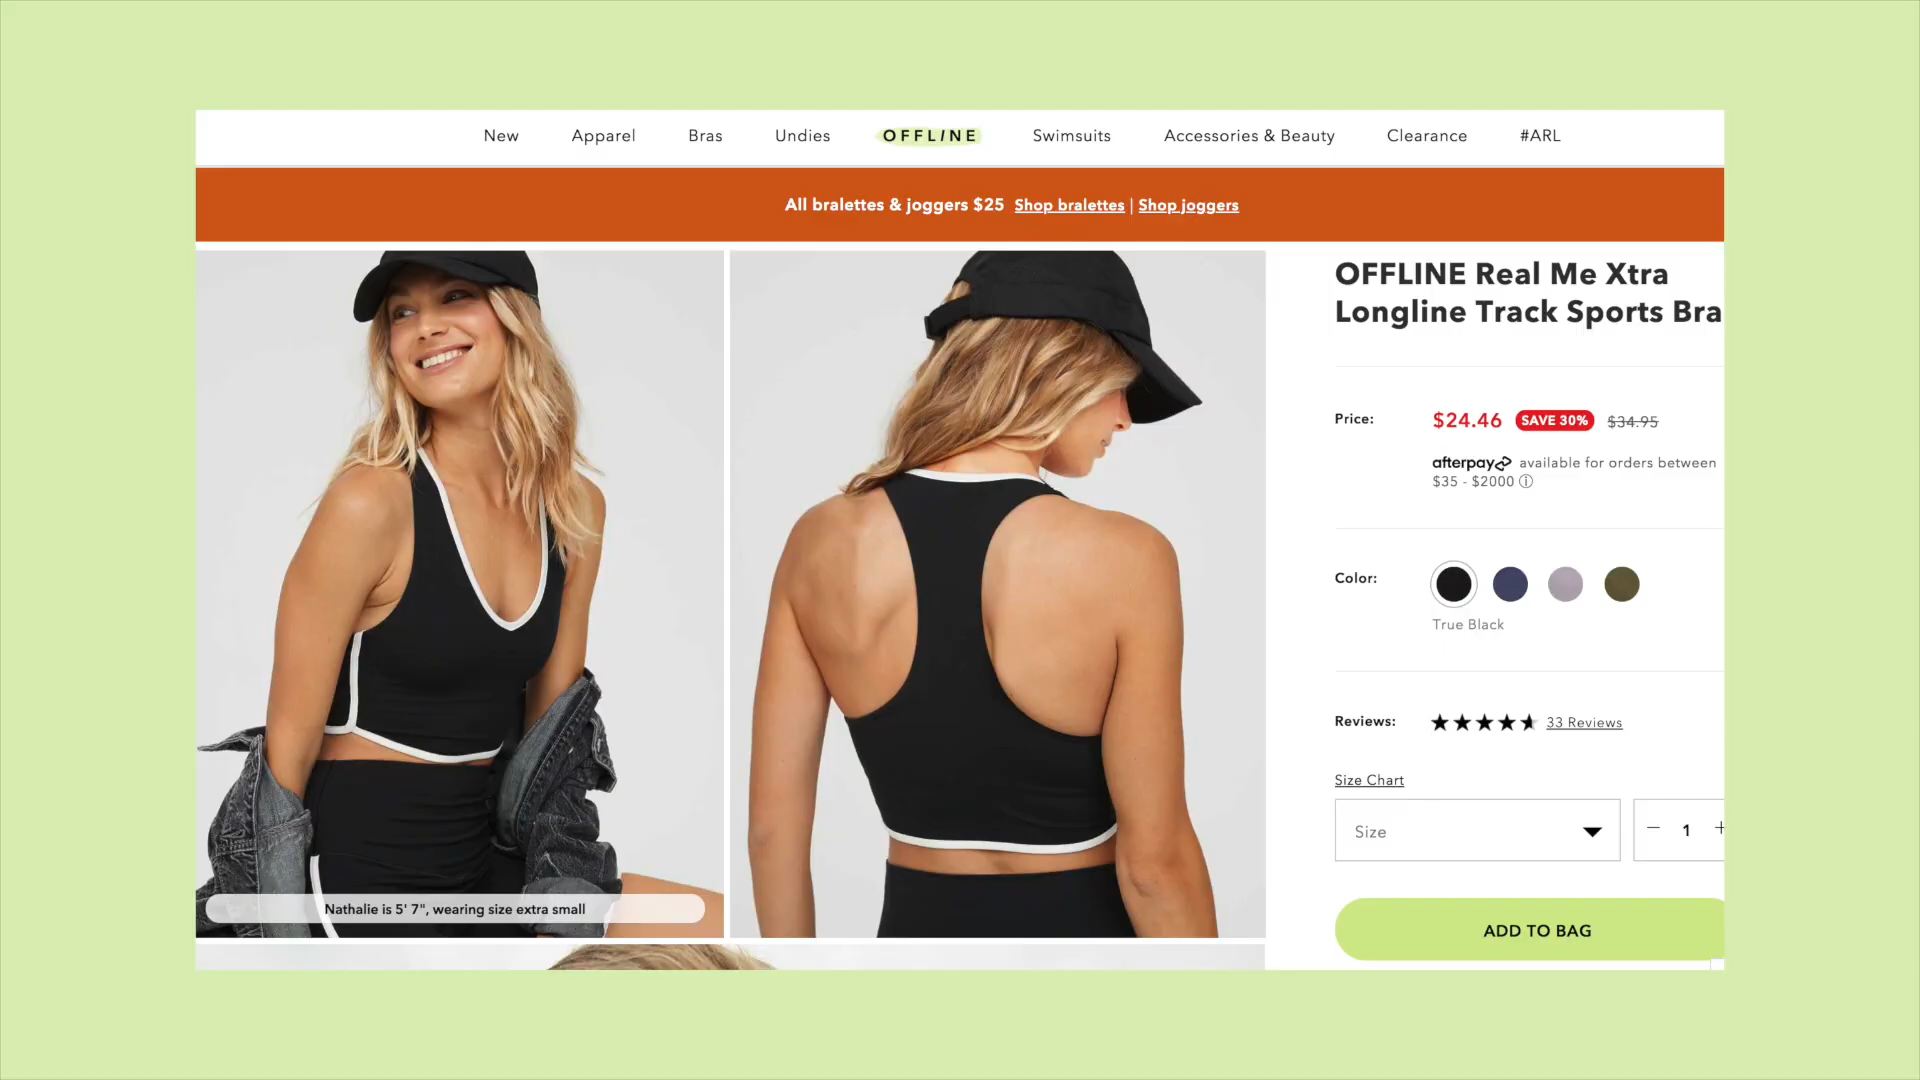 New Apparel Bras Undies OFFLINE Swimsuits Accessories & Beauty Clearance #ARL
All bralettes & joggers $25 Shop bralettes | Shop joggers
OFFLINE Real Me Xtra
Longline Track Sports Bra
Price: $24.46 SAVE 30% $34.95
afterpay available for orders between
$35 - $2000
Color:
True Black
Reviews: 33 Reviews
Size Chart
Size
1
ADD TO BAG
Nathalie is 5' 7", wearing size extra small